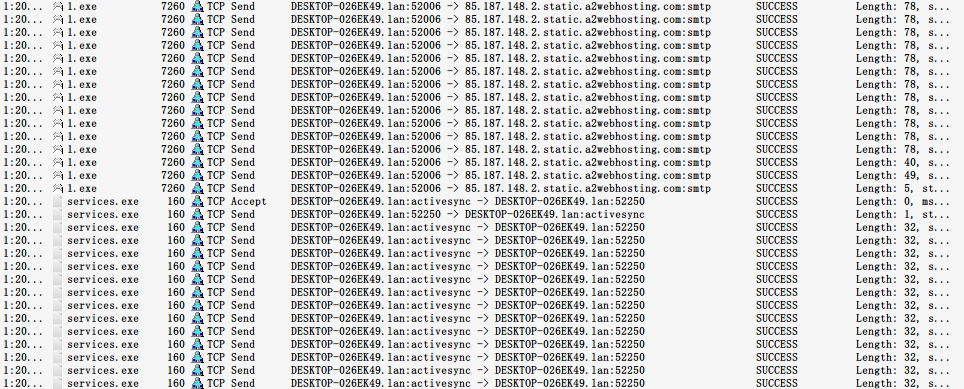 1:20... 1.exe 7260 TCP Send DESKTOP-026EK49.lan:52006 -> 85.187.148.2.static.a2webhosting.com:smtp SUCCESS Length: 78, s...
1:20... 1.exe 7260 TCP Send DESKTOP-026EK49.lan:52006 -> 85.187.148.2.static.a2webhosting.com:smtp SUCCESS Length: 78, s...
1:20... 1.exe 7260 TCP Send DESKTOP-026EK49.lan:52006 -> 85.187.148.2.static.a2webhosting.com:smtp SUCCESS Length: 78, s...
1:20... 1.exe 7260 TCP Send DESKTOP-026EK49.lan:52006 -> 85.187.148.2.static.a2webhosting.com:smtp SUCCESS Length: 78, s...
1:20... 1.exe 7260 TCP Send DESKTOP-026EK49.lan:52006 -> 85.187.148.2.static.a2webhosting.com:smtp SUCCESS Length: 78, s...
1:20... 1.exe 7260 TCP Send DESKTOP-026EK49.lan:52006 -> 85.187.148.2.static.a2webhosting.com:smtp SUCCESS Length: 78, s...
1:20... 1.exe 7260 TCP Send DESKTOP-026EK49.lan:52006 -> 85.187.148.2.static.a2webhosting.com:smtp SUCCESS Length: 78, s...
1:20... 1.exe 7260 TCP Send DESKTOP-026EK49.lan:52006 -> 85.187.148.2.static.a2webhosting.com:smtp SUCCESS Length: 78, s...
1:20... 1.exe 7260 TCP Send DESKTOP-026EK49.lan:52006 -> 85.187.148.2.static.a2webhosting.com:smtp SUCCESS Length: 78, s...
1:20... 1.exe 7260 TCP Send DESKTOP-026EK49.lan:52006 -> 85.187.148.2.static.a2webhosting.com:smtp SUCCESS Length: 78, s...
1:20... 1.exe 7260 TCP Send DESKTOP-026EK49.lan:52006 -> 85.187.148.2.static.a2webhosting.com:smtp SUCCESS Length: 78, s...
1:20... 1.exe 7260 TCP Send DESKTOP-026EK49.lan:52006 -> 85.187.148.2.static.a2webhosting.com:smtp SUCCESS Length: 78, s...
1:20... 1.exe 7260 TCP Send DESKTOP-026EK49.lan:52006 -> 85.187.148.2.static.a2webhosting.com:smtp SUCCESS Length: 40, s...
1:20... 1.exe 7260 TCP Send DESKTOP-026EK49.lan:52006 -> 85.187.148.2.static.a2webhosting.com:smtp SUCCESS Length: 49, s...
1:20... 1.exe 7260 TCP Send DESKTOP-026EK49.lan:52006 -> 85.187.148.2.static.a2webhosting.com:smtp SUCCESS Length: 5, st...
1:20... services.exe 160 TCP Accept DESKTOP-026EK49.lan:activesync -> DESKTOP-026EK49.lan:52250 SUCCESS Length: 0, ms...
1:20... services.exe 160 TCP Send DESKTOP-026EK49.lan:52250 -> DESKTOP-026EK49.lan:activesync SUCCESS Length: 1, st...
1:20... services.exe 160 TCP Send DESKTOP-026EK49.lan:activesync -> DESKTOP-026EK49.lan:52250 SUCCESS Length: 32, s...
1:20... services.exe 160 TCP Send DESKTOP-026EK49.lan:activesync -> DESKTOP-026EK49.lan:52250 SUCCESS Length: 32, s...
1:20... services.exe 160 TCP Send DESKTOP-026EK49.lan:activesync -> DESKTOP-026EK49.lan:52250 SUCCESS Length: 32, s...
1:20... services.exe 160 TCP Send DESKTOP-026EK49.lan:activesync -> DESKTOP-026EK49.lan:52250 SUCCESS Length: 32, s...
1:20... services.exe 160 TCP Send DESKTOP-026EK49.lan:activesync -> DESKTOP-026EK49.lan:52250 SUCCESS Length: 32, s...
1:20... services.exe 160 TCP Send DESKTOP-026EK49.lan:activesync -> DESKTOP-026EK49.lan:52250 SUCCESS Length: 32, s...
1:20... services.exe 160 TCP Send DESKTOP-026EK49.lan:activesync -> DESKTOP-026EK49.lan:52250 SUCCESS Length: 32, s...
1:20... services.exe 160 TCP Send DESKTOP-026EK49.lan:activesync -> DESKTOP-026EK49.lan:52250 SUCCESS Length: 32, s...
1:20... services.exe 160 TCP Send DESKTOP-026EK49.lan:activesync -> DESKTOP-026EK49.lan:52250 SUCCESS Length: 32, s...
1:20... services.exe 160 TCP Send DESKTOP-026EK49.lan:activesync -> DESKTOP-026EK49.lan:52250 SUCCESS Length: 32, s...
1:20... services.exe 160 TCP Send DESKTOP-026EK49.lan:activesync -> DESKTOP-026EK49.lan:52250 SUCCESS Length: 32, s...
1:20... services.exe 160 TCP Send DESKTOP-026EK49.lan:activesync -> DESKTOP-026EK49.lan:52250 SUCCESS Length: 32, s...
1:20... services.exe 160 TCP Send DESKTOP-026EK49.lan:activesync -> DESKTOP-026EK49.lan:52250 SUCCESS Length: 32, s...